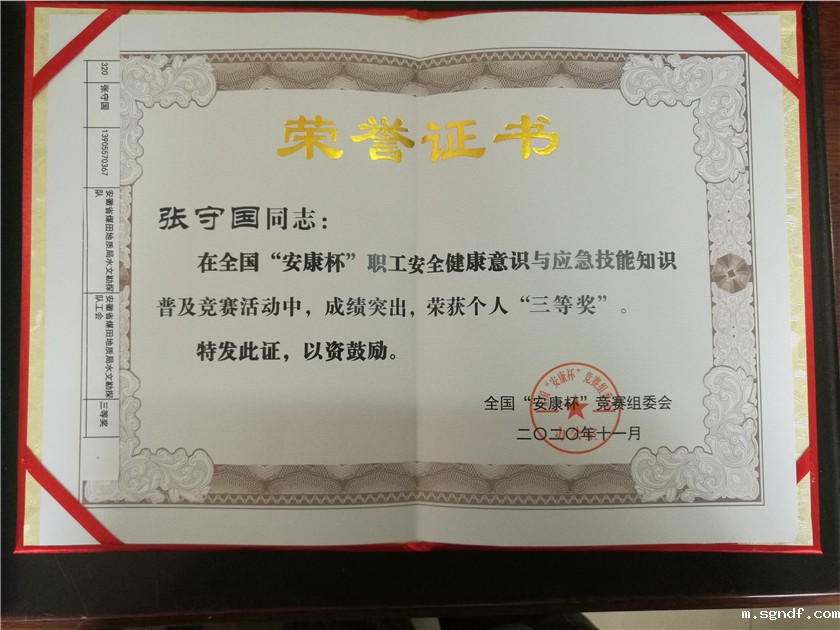 荣誉证书
张守国同志：
在全国“安康杯”职工安全健康意识与应急技能知识
普及竞赛活动中，成绩突出，荣获个人“三等奖”。
特发此证，以资鼓励。
全国“安康杯”竞赛组委会
二〇二〇年十一月
320
张守国
13905570367
安徽省煤田地质局水文勘探
队
安徽省煤田地质局水文勘探
队工会
三等奖
m.sgndf.com